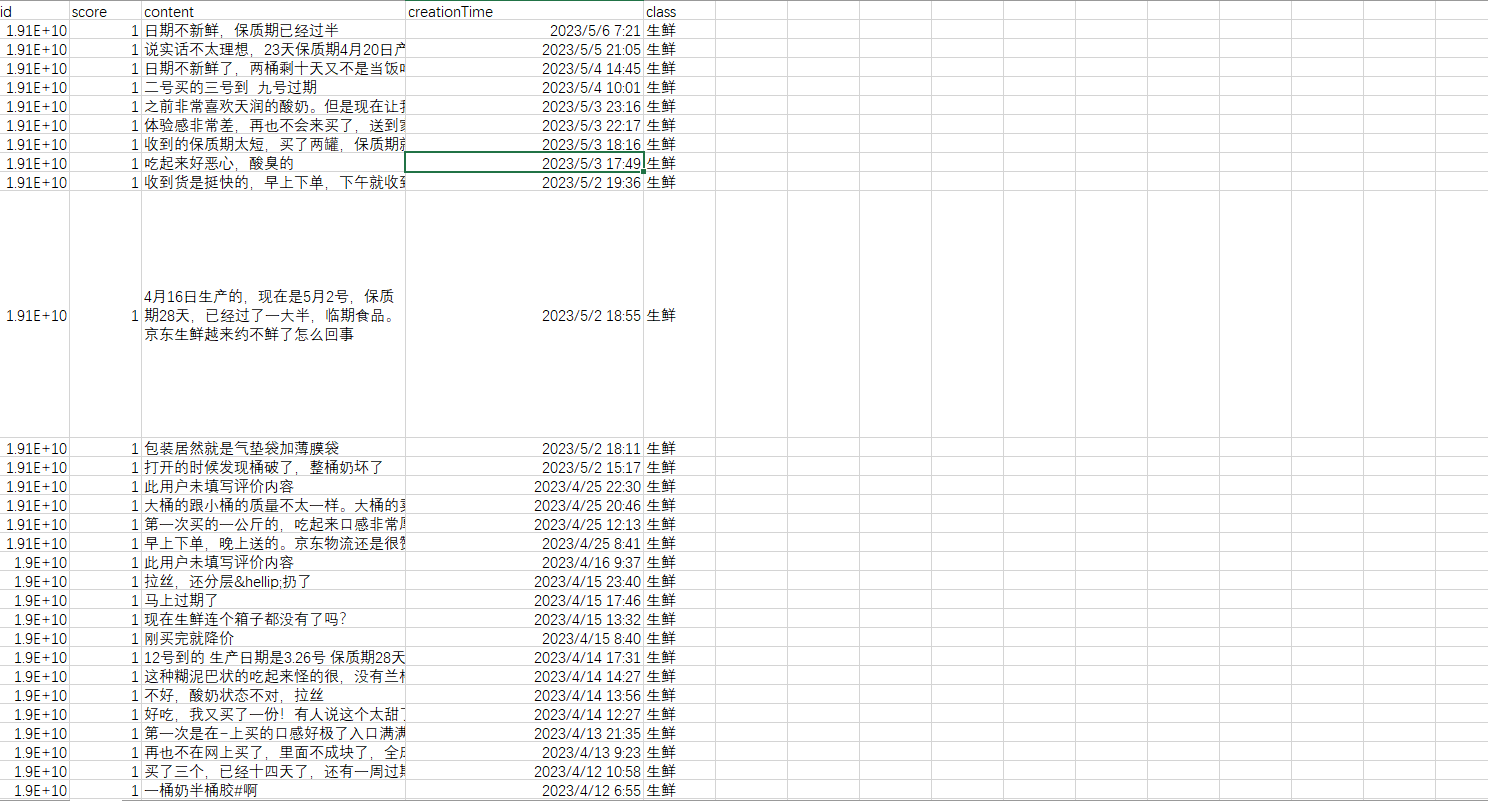 id score content creationTime class
1.91E+10 1 日期不新鲜，保质期已经过半 2023/5/6 7:21 生鲜
1.91E+10 1 说实话不太理想，23天保质期4月20日产 2023/5/5 21:05 生鲜
1.91E+10 1 日期不新鲜了，两桶剩十天又不是当饭 2023/5/4 14:45 生鲜
1.91E+10 1 二号买的三号到 九号过期 2023/5/4 10:01 生鲜
1.91E+10 1 之前非常喜欢天润的酸奶。但是现在让 2023/5/3 23:16 生鲜
1.91E+10 1 体验感非常差，再也不会来买了，送到 2023/5/3 22:17 生鲜
1.91E+10 1 收到的保质期太短，买了两罐，保质期 2023/5/3 18:16 生鲜
1.91E+10 1 吃起来好恶心，酸臭的 2023/5/3 17:49 生鲜
1.91E+10 1 收到货是挺快的，早上下单，下午就收 2023/5/2 19:36 生鲜
4月16日生产的，现在是5月2号，保质
1.91E+10 1 期28天，已经过了一大半，临期食品。 2023/5/2 18:55 生鲜
京东生鲜越来约不鲜了怎么回事
1.91E+10 1 包装居然就是气垫袋加薄膜袋 2023/5/2 18:11 生鲜
1.91E+10 1 打开的时候发现桶破了，整桶奶坏了 2023/5/2 15:17 生鲜
1.91E+10 1 此用户未填写评价内容 2023/4/25 22:30 生鲜
1.91E+10 1 大桶的跟小桶的质量不太一样。大桶的 2023/4/25 20:46 生鲜
1.91E+10 1 第一次买的一公斤的，吃起来口感非常 2023/4/25 12:13 生鲜
1.91E+10 1 早上下单，晚上送的。京东物流还是很 2023/4/25 8:41 生鲜
1.9E+10 1 此用户未填写评价内容 2023/4/16 9:37 生鲜
1.9E+10 1 拉丝，还分层&hellip;扔了 2023/4/15 23:40 生鲜
1.9E+10 1 马上过期了 2023/4/15 17:46 生鲜
1.9E+10 1 现在生鲜连个箱子都没有了吗？ 2023/4/15 13:32 生鲜
1.9E+10 1 刚买完就降价 2023/4/15 8:40 生鲜
1.9E+10 1 12号到的 生产日期是3.26号 保质期28天 2023/4/14 17:31 生鲜
1.9E+10 1 这种糊泥巴状的吃起来怪的很，没有兰 2023/4/14 14:27 生鲜
1.9E+10 1 不好，酸奶状态不对，拉丝 2023/4/14 13:56 生鲜
1.9E+10 1 好吃，我又买了一份！有人说这个太甜 2023/4/14 12:27 生鲜
1.9E+10 1 第一次是在-上买的口感好极了入口满满 2023/4/13 21:35 生鲜
1.9E+10 1 再也不在网上买了，里面不成块了，全 2023/4/13 9:23 生鲜
1.9E+10 1 买了三个，已经十四天了，还有一周过 2023/4/12 10:58 生鲜
1.9E+10 1 一桶奶半桶胶#啊 2023/4/12 6:55 生鲜